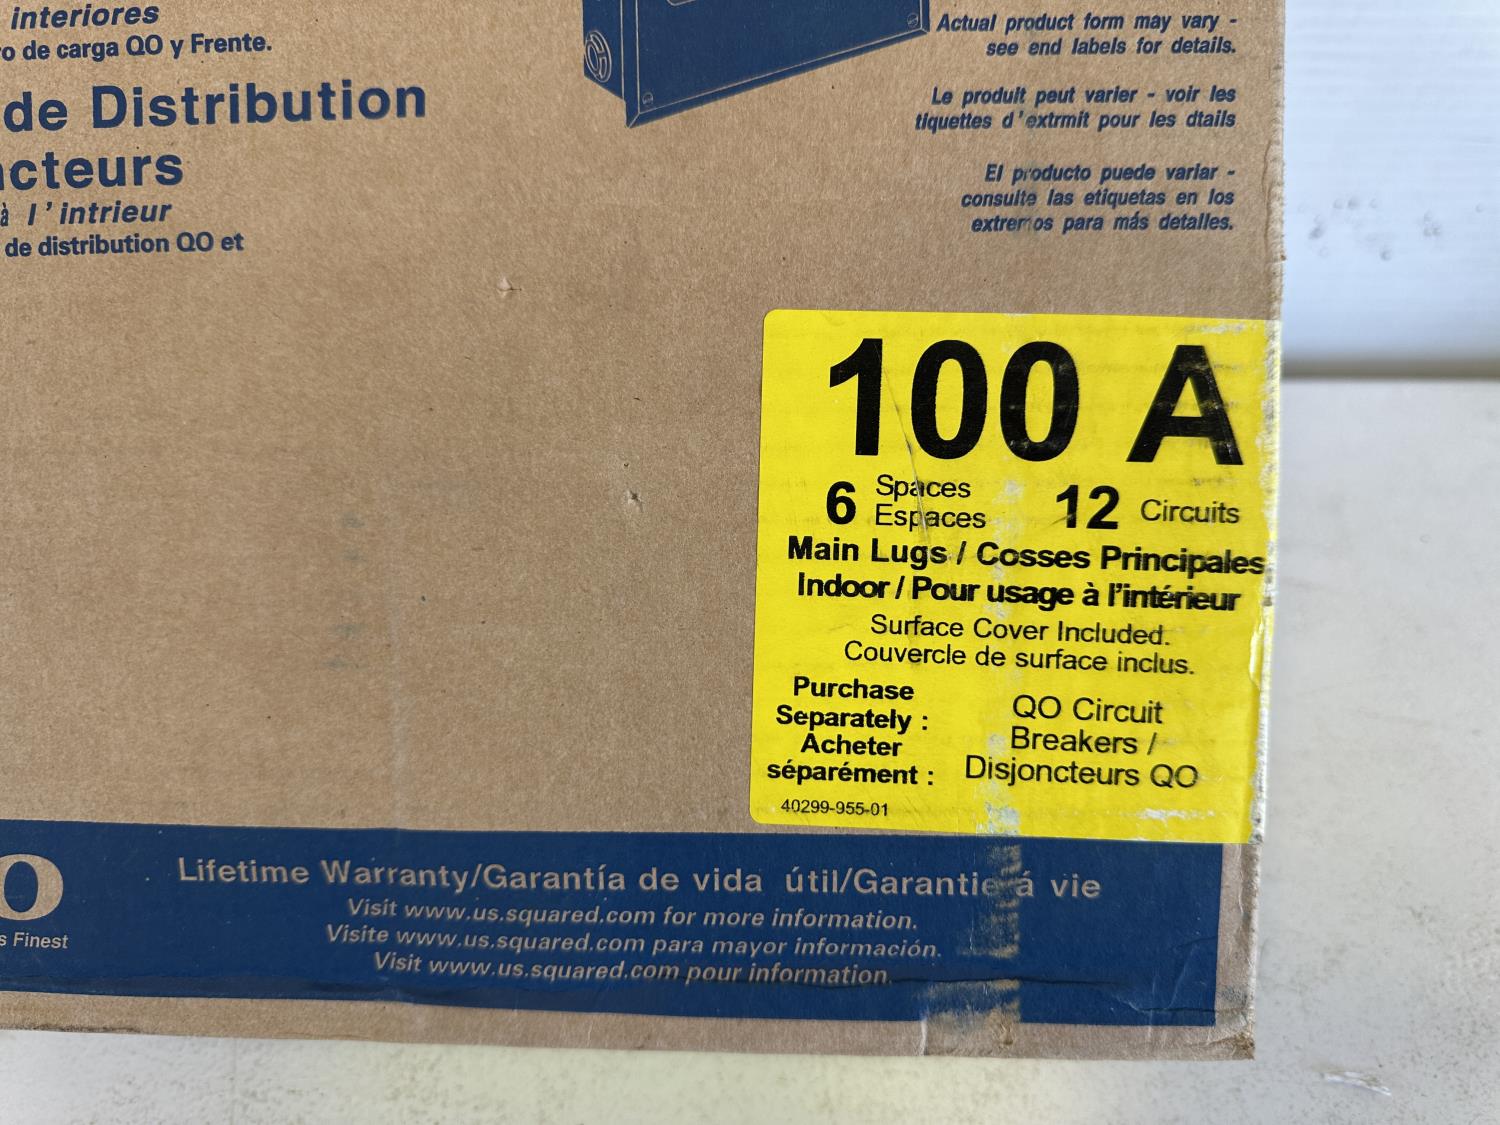 interiores
ro de carga QO y Frente.
de Distribution
ncteurs
à l'intrieur
de distribution QO et
Actual product form may vary -
see end labels for details.
Le produit peut varier - voir les
tiquettes d'extrmit pour les dtails
El producto puede variar -
consulte las etiquetas en los
extremos para más detalles.
100 A
6 Spaces
Espaces
12 Circuits
Main Lugs / Cosses Principales
Indoor / Pour usage à l'intérieur
Surface Cover Included.
Couvercle de surface inclus.
Purchase
Separately :
Acheter
séparément :
QO Circuit
Breakers /
Disjoncteurs QO
40299-955-01
O
s Finest
Lifetime Warranty/Garantía de vida útil/Garantie á vie
Visit www.us.squared.com for more information.
Visite www.us.squared.com para mayor información.
Visit www.us.squared.com pour information.